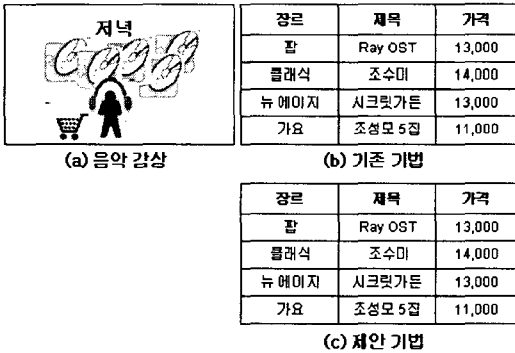 저녁
(a) 음악 감상
장르 제목 가격
팝 Ray OST 13,000
클래식 조수미 14,000
뉴 에이지 시크릿가든 13,000
가요 조성모 5집 11,000
(b) 기존 기법
장르 제목 가격
팝 Ray OST 13,000
클래식 조수미 14,000
뉴 에이지 시크릿가든 13,000
가요 조성모 5집 11,000
(c) 제안 기법